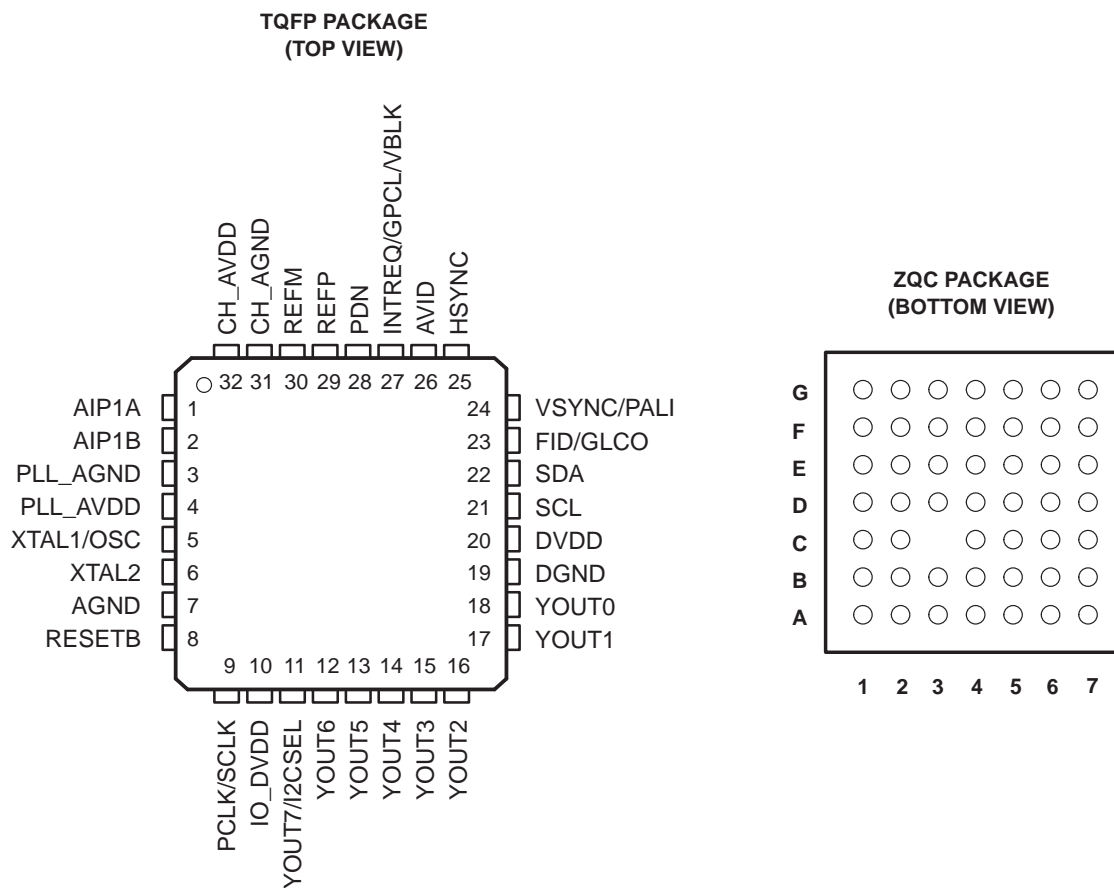 TQFP PACKAGE
(TOP VIEW)
CH_AVDD
CH_AGND
REFM
REFP
PDN
INTREQ/GPCL/VBLK
AVID
HSYNC
32 31 30 29 28 27 26 25
AIP1A 1
AIP1B 2
PLL_AGND 3
PLL_AVDD 4
XTAL1/OSC 5
XTAL2 6
AGND 7
RESETB 8
24 VSYNC/PALI
23 FID/GLCO
22 SDA
21 SCL
20 DVDD
19 DGND
18 YOUT0
17 YOUT1
9 10 11 12 13 14 15 16
PCLK/SCLK
IO_DVDD
YOUT7/I2CSEL
YOUT6
YOUT5
YOUT4
YOUT3
YOUT2
ZQC PACKAGE
(BOTTOM VIEW)
G
F
E
D
C
B
A
1 2 3 4 5 6 7